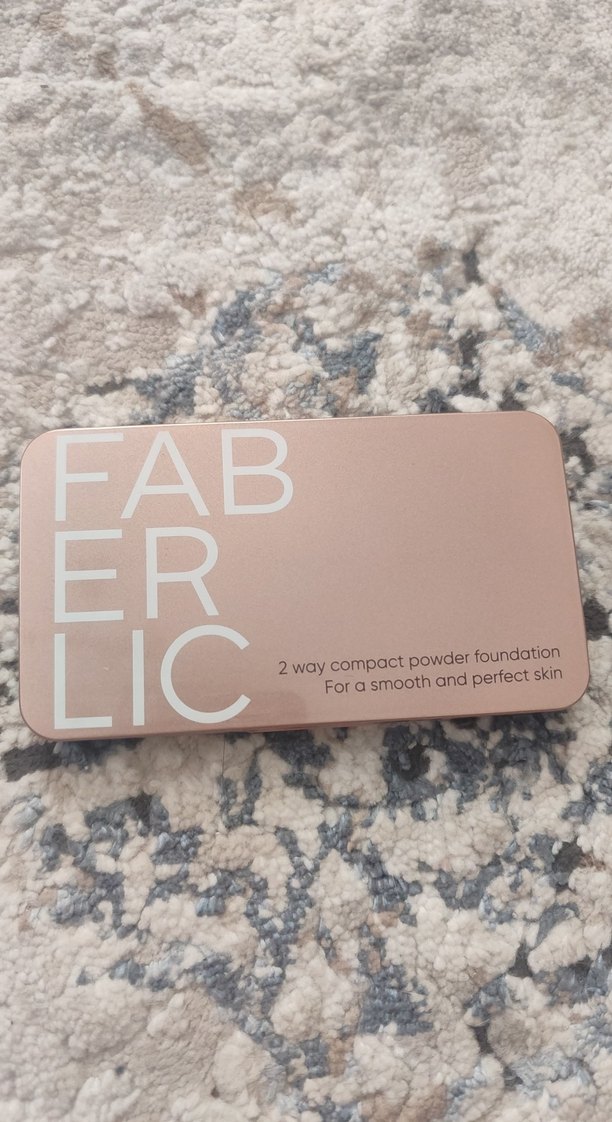 FAB
ER
LIC
2 way compact powder foundation
For a smooth and perfect skin